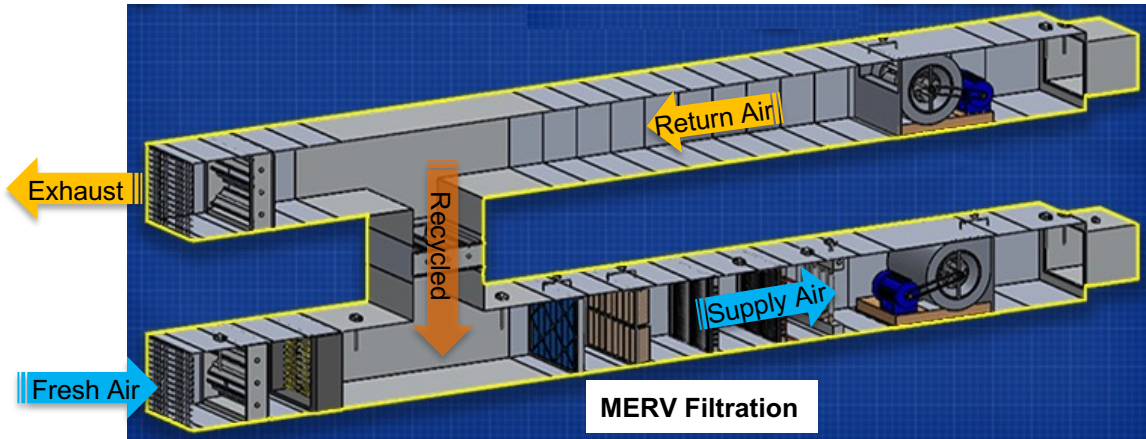 Return Air
Exhaust
Recycled
Supply Air
Fresh Air
MERV Filtration